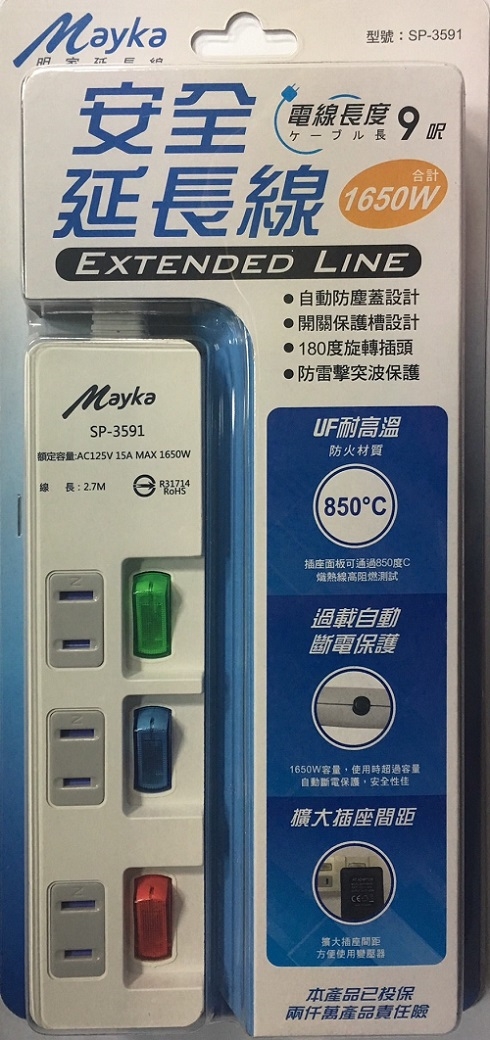 Mayka
明家延長線
型號：SP-3591
安全
延長線
電線長度
ケーブル長
9呎
合計
1650W
EXTENDED LINE
●自動防塵蓋設計
●開關保護槽設計
●180度旋轉插頭
●防雷擊突波保護
Mayka
SP-3591
額定容量:AC125V 15A MAX 1650W
線 長：2.7M
R31714
RoHS
UF耐高溫
防火材質
850°C
插座面板可通過850度C
熾熱線高阻燃測試
過載自動
斷電保護
1650W容量，使用時超過容量
自動斷電保護，安全性佳
擴大插座間距
擴大插座間距
方便使用變壓器
本產品已投保
兩仟萬產品責任險